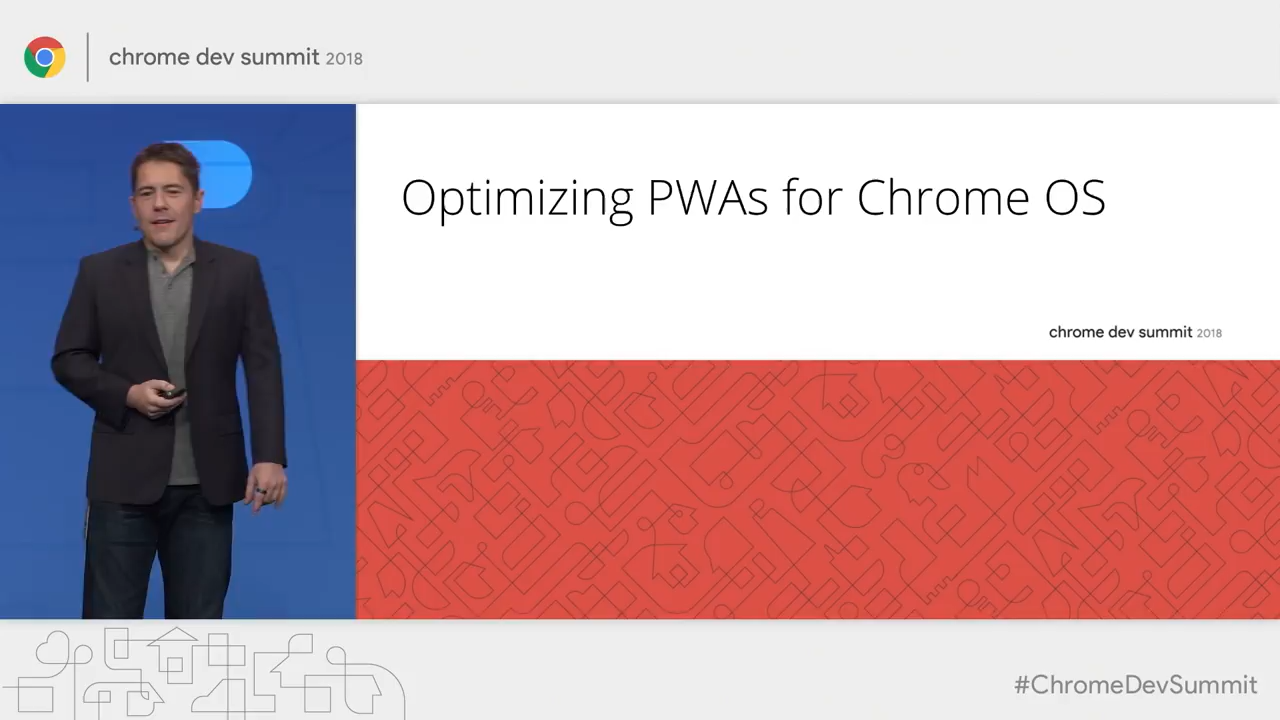 chrome dev summit 2018
Optimizing PWAs for Chrome OS
chrome dev summit 2018
#ChromeDevSummit